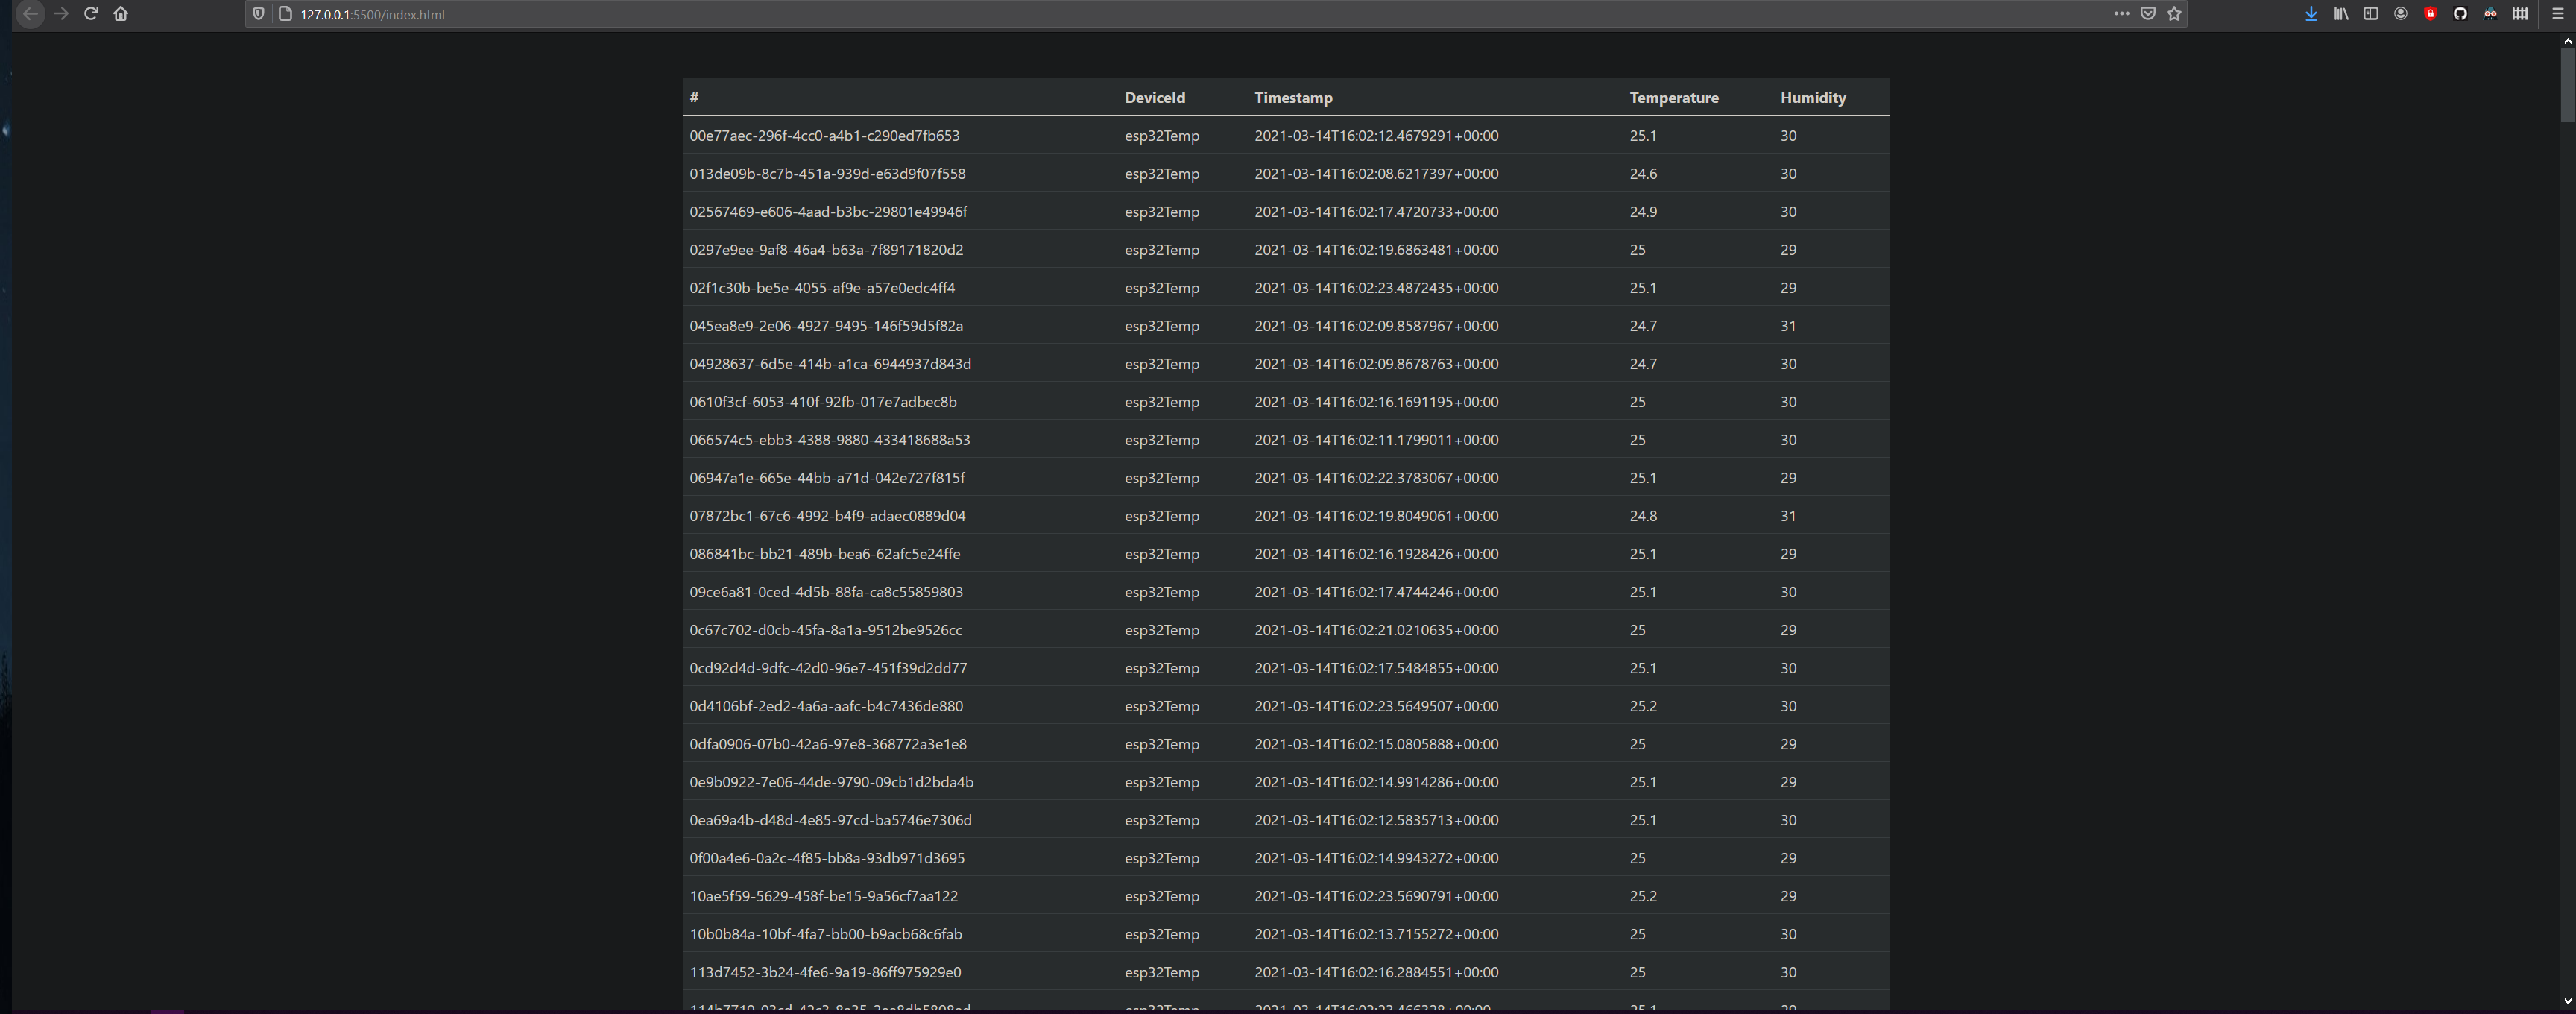 127.0.0.1:5500/index.html
# DeviceId Timestamp Temperature Humidity
00e77aec-296f-4cc0-a4b1-c290ed7fb653 esp32Temp 2021-03-14T16:02:12.4679291+00:00 25.1 30
013de09b-8c7b-451a-939d-e63d9f07f558 esp32Temp 2021-03-14T16:02:08.6217397+00:00 24.6 30
02567469-e606-4aad-b3bc-29801e49946f esp32Temp 2021-03-14T16:02:17.4720733+00:00 24.9 30
0297e9ee-9af8-46a4-b63a-7f89171820d2 esp32Temp 2021-03-14T16:02:19.6863481+00:00 25 29
02f1c30b-be5e-4055-af9e-a57e0edc4ff4 esp32Temp 2021-03-14T16:02:23.4872435+00:00 25.1 29
045ea8e9-2e06-4927-9495-146f59d5f82a esp32Temp 2021-03-14T16:02:09.8587967+00:00 24.7 31
04928637-6d5e-414b-a1ca-6944937d843d esp32Temp 2021-03-14T16:02:09.8678763+00:00 24.7 30
0610f3cf-6053-410f-92fb-017e7adbec8b esp32Temp 2021-03-14T16:02:16.1691195+00:00 25 30
066574c5-ebb3-4388-9880-433418688a53 esp32Temp 2021-03-14T16:02:11.1799011+00:00 25 30
06947a1e-665e-44bb-a71d-042e727f815f esp32Temp 2021-03-14T16:02:22.3783067+00:00 25.1 29
07872bc1-67c6-4992-b4f9-adaec0889d04 esp32Temp 2021-03-14T16:02:19.8049061+00:00 24.8 31
086841bc-bb21-489b-bea6-62afc5e24ffe esp32Temp 2021-03-14T16:02:16.1928426+00:00 25.1 29
09ce6a81-0ced-4d5b-88fa-ca8c55859803 esp32Temp 2021-03-14T16:02:17.4744246+00:00 25.1 30
0c67c702-d0cb-45fa-8a1a-9512be9526cc esp32Temp 2021-03-14T16:02:21.0210635+00:00 25 29
0cd92d4d-9dfc-42d0-96e7-451f39d2dd77 esp32Temp 2021-03-14T16:02:17.5484855+00:00 25.1 30
0d4106bf-2ed2-4a6a-aafc-b4c7436de880 esp32Temp 2021-03-14T16:02:23.5649507+00:00 25.2 30
0dfa0906-07b0-42a6-97e8-368772a3e1e8 esp32Temp 2021-03-14T16:02:15.0805888+00:00 25 29
0e9b0922-7e06-44de-9790-09cb1d2bda4b esp32Temp 2021-03-14T16:02:14.9914286+00:00 25.1 29
0ea69a4b-d48d-4e85-97cd-ba5746e7306d esp32Temp 2021-03-14T16:02:12.5835713+00:00 25.1 30
0f00a4e6-0a2c-4f85-bb8a-93db971d3695 esp32Temp 2021-03-14T16:02:14.9943272+00:00 25 29
10ae5f59-5629-458f-be15-9a56cf7aa122 esp32Temp 2021-03-14T16:02:23.5690791+00:00 25.2 29
10b0b84a-10bf-4fa7-bb00-b9acb68c6fab esp32Temp 2021-03-14T16:02:13.7155272+00:00 25 30
113d7452-3b24-4fe6-9a19-86ff975929e0 esp32Temp 2021-03-14T16:02:16.2884551+00:00 25 30
esp32Temp 25.1